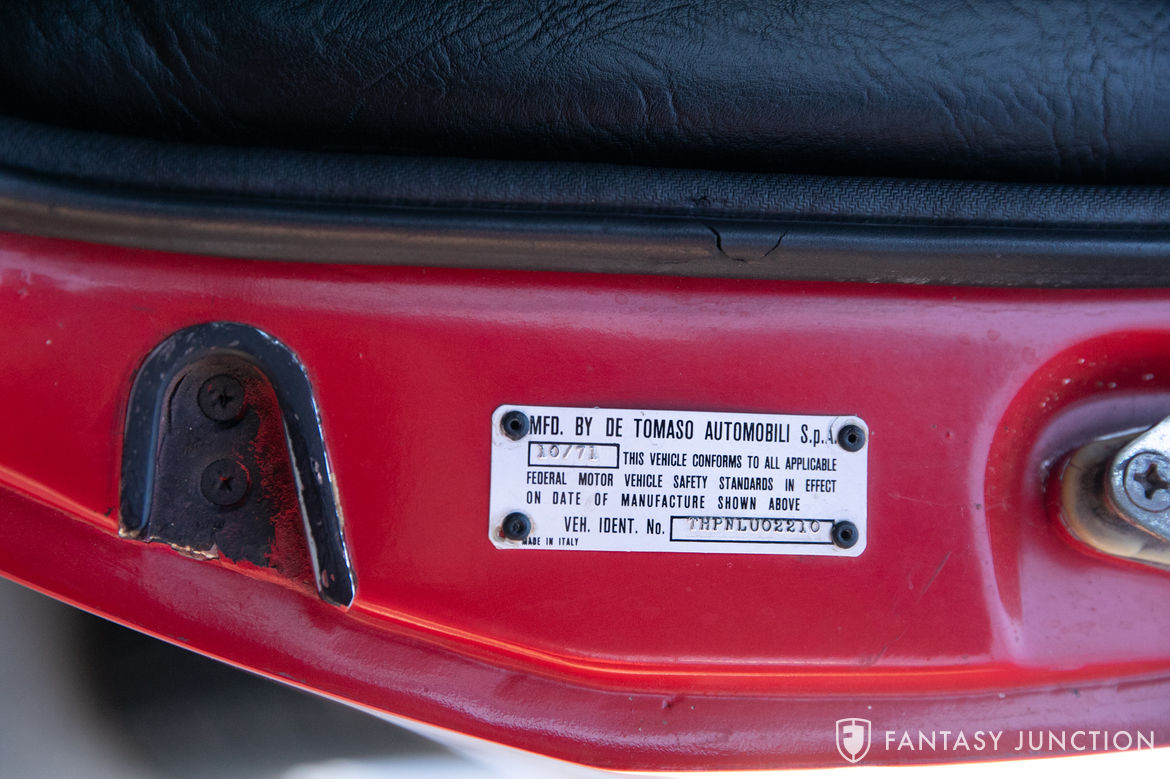 MFD. BY DE TOMASO AUTOMOBILI S.p.A.
10/71 THIS VEHICLE CONFORMS TO ALL APPLICABLE
FEDERAL MOTOR VEHICLE SAFETY STANDARDS IN EFFECT
ON DATE OF MANUFACTURE SHOWN ABOVE
VEH. IDENT. No. THPNLU02210
MADE IN ITALY
FANTASY JUNCTION